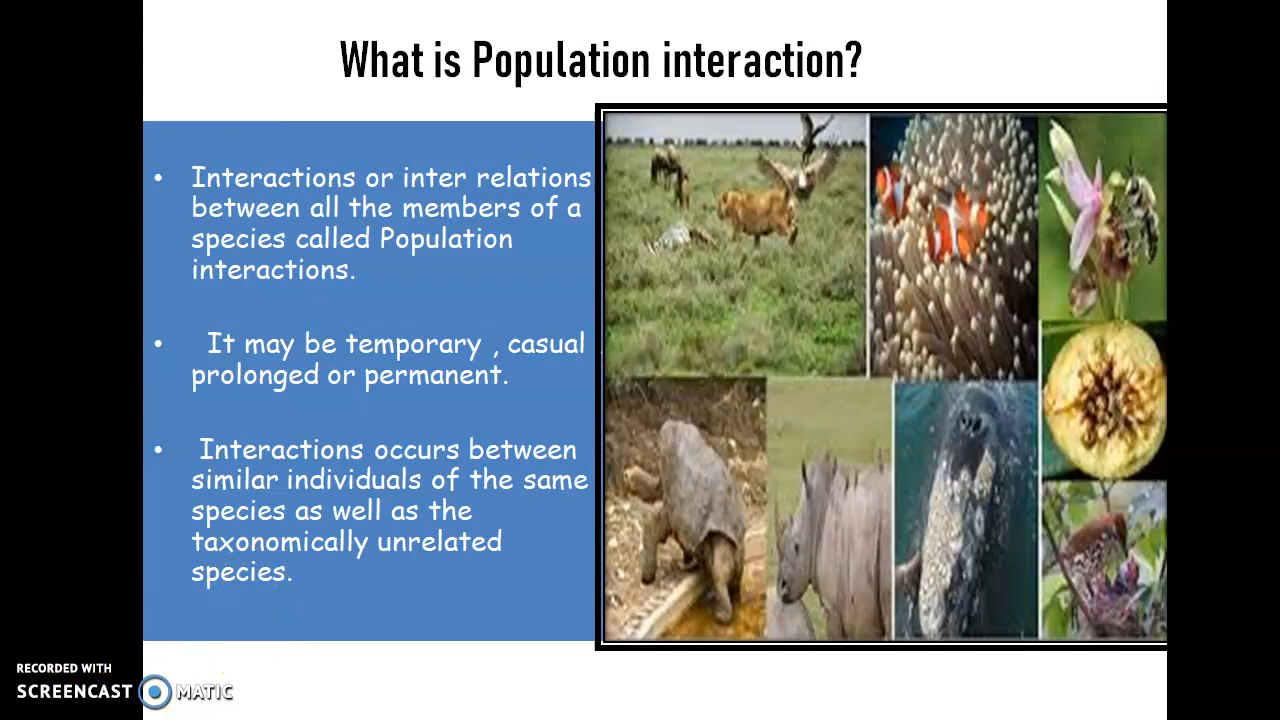 What is Population interaction?
• Interactions or inter relations
between all the members of a
species called Population
interactions.
• It may be temporary , casual
prolonged or permanent.
• Interactions occurs between
similar individuals of the same
species as well as the
taxonomically unrelated
species.
RECORDED WITH
SCREENCAST MATIC